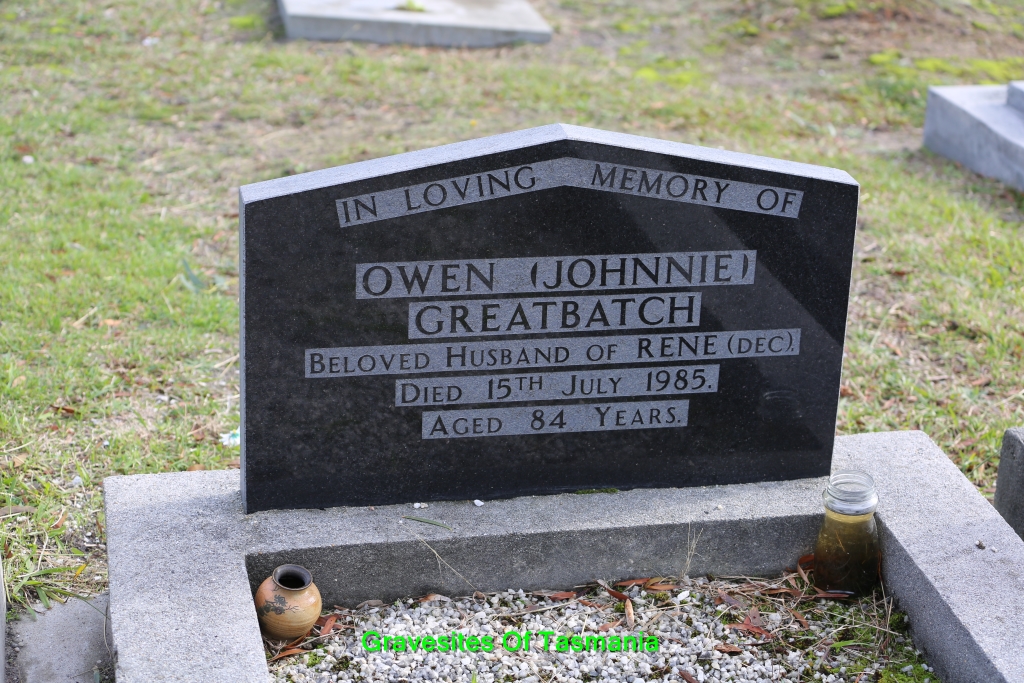 IN LOVING MEMORY OF
OWEN (JOHNNIE)
GREATBATCH
BELOVED HUSBAND OF RENE (DEC).
DIED 15TH JULY 1985.
AGED 84 YEARS.
Gravesites Of Tasmania